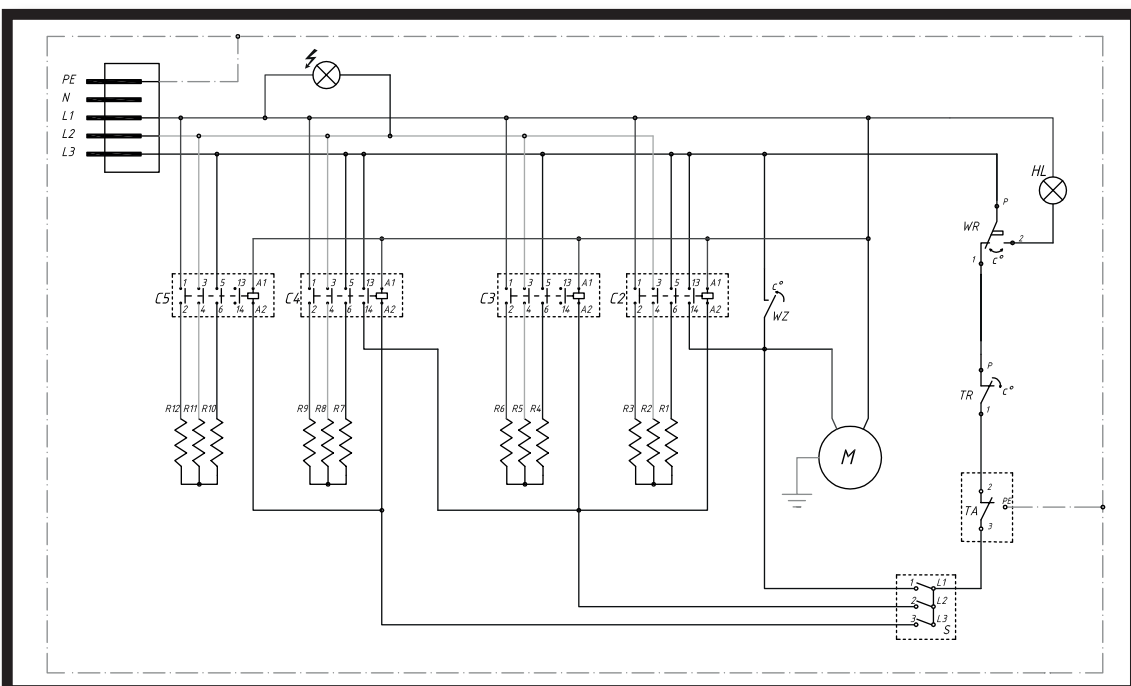 PE
N
L1
L2
L3
HL
P
WR
2
1
c°
1 3 5 13 A1
C5
2 4 6 14 A2
1 3 5 13 A1
C4
2 4 6 14 A2
1 3 5 13 A1
C3
2 4 6 14 A2
1 3 5 13 A1
C2
2 4 6 14 A2
c°
WZ
P
TR
c°
1
R12 R11 R10
R9 R8 R7
R6 R5 R4
R3 R2 R1
M
2
TA
PE
3
1 L1
2 L2
3 L3
S